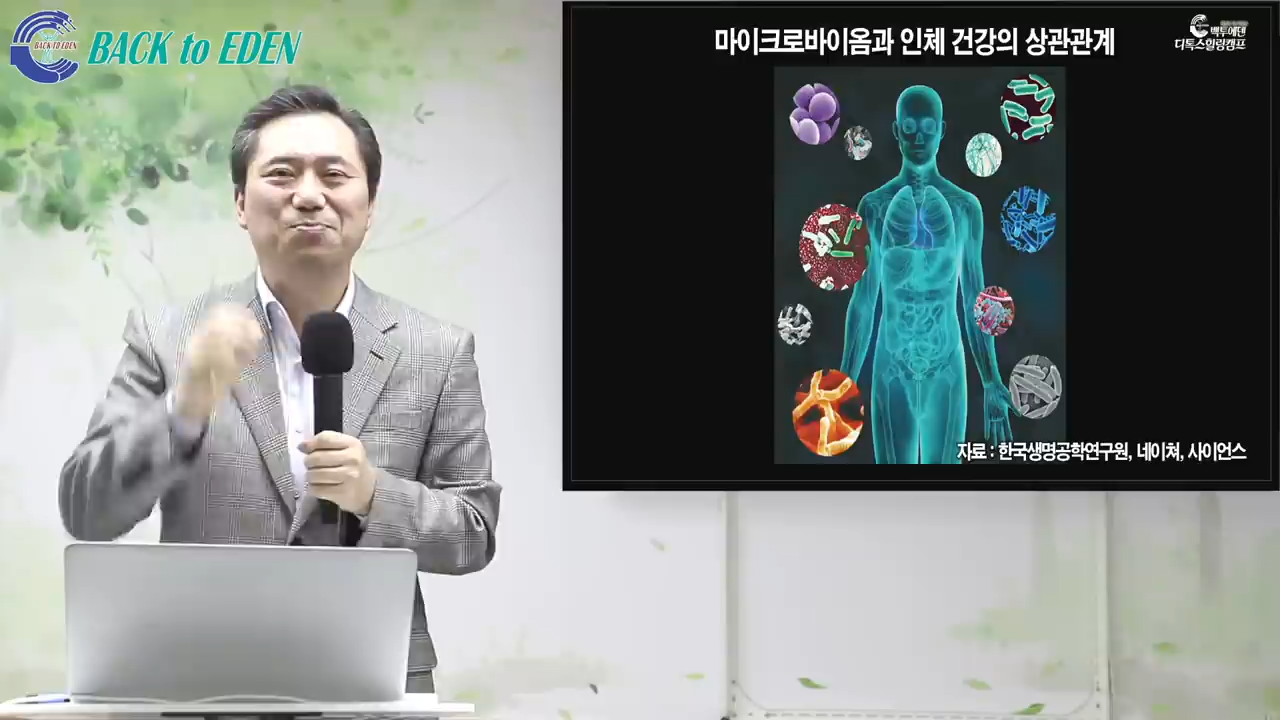 BACK to EDEN
BACK TO EDEN
마이크로바이옴과 인체 건강의 상관관계
백투에덴
디톡스힐링캠프
자료 : 한국생명공학연구원, 네이쳐, 사이언스